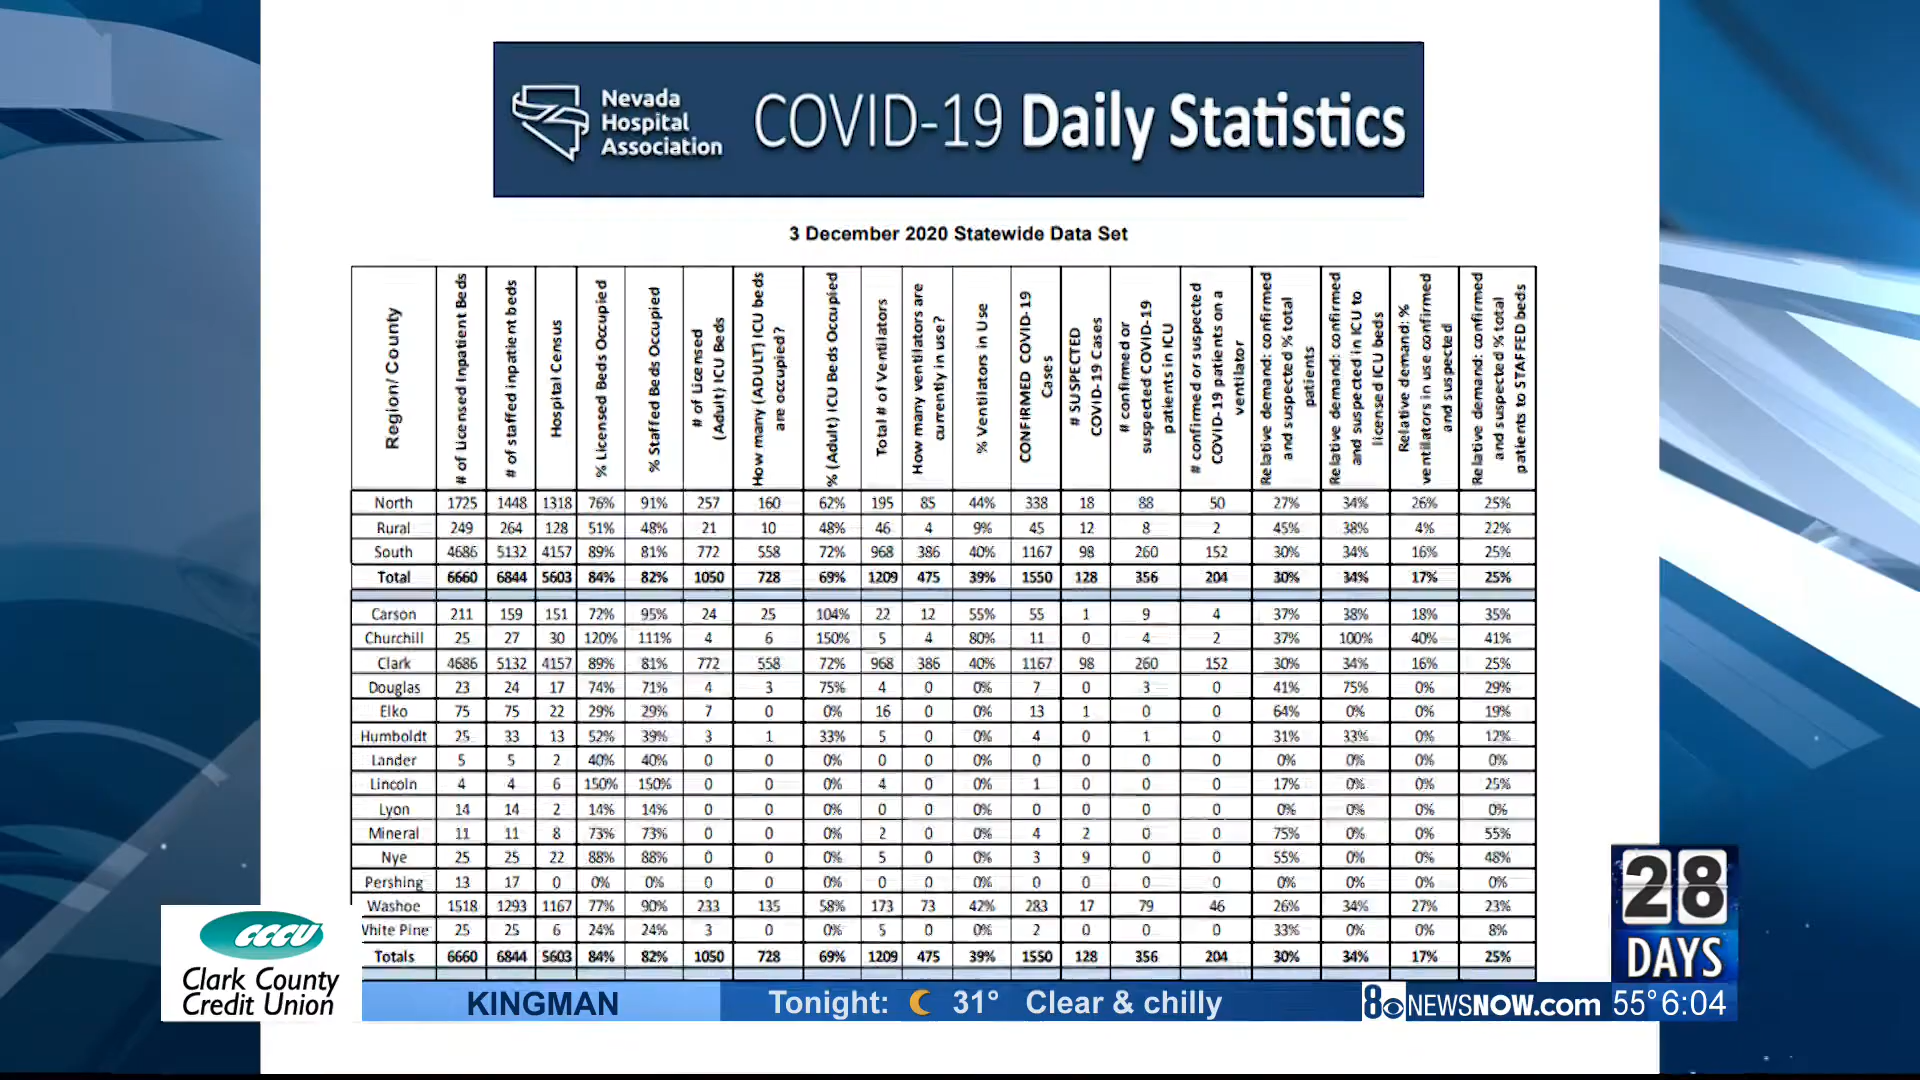 Nevada
Hospital
Association
COVID-19 Daily Statistics
3 December 2020 Statewide Data Set
Region/ County
# of Licensed Inpatient Beds
# of staffed inpatient beds
Hospital Census
% Licensed Beds Occupied
% Staffed Beds Occupied
# of Licensed
(Adult) ICU Beds
How many (ADULT) ICU beds
are occupied?
% (Adult) ICU Beds Occupied
Total # of Ventilators
How many ventilators are
currently in use?
% Ventilators in Use
CONFIRMED COVID-19
Cases
# SUSPECTED
COVID-19 Cases
# confirmed or
suspected COVID-19
patients in ICU
# confirmed or suspected
COVID-19 patients on a
ventilator
Relative demand: confirmed
and suspected % total
patients
Relative demand: confirmed
and suspected in ICU to
licensed ICU beds
Relative demand: %
ventilators in use confirmed
and suspected
Relative demand: confirmed
and suspected % total
patients to STAFFED beds
North 1725 1448 1318 76% 91% 257 160 62% 195 85 44% 338 18 88 50 27% 34% 26% 25%
Rural 249 264 128 51% 48% 21 10 48% 46 4 9% 45 12 8 2 45% 38% 4% 22%
South 4686 5132 4157 89% 81% 772 558 72% 968 386 40% 1167 98 260 152 30% 34% 16% 25%
Total 6660 6844 5603 84% 82% 1050 728 69% 1209 475 39% 1550 128 356 204 30% 34% 17% 25%
Carson 211 159 151 72% 95% 24 25 104% 22 12 55% 55 1 9 4 37% 38% 18% 35%
Churchill 25 27 30 120% 111% 4 6 150% 5 4 80% 11 0 4 2 37% 100% 40% 41%
Clark 4686 5132 4157 89% 81% 772 558 72% 968 386 40% 1167 98 260 152 30% 34% 16% 25%
Douglas 23 24 17 74% 71% 4 3 75% 4 0 0% 7 0 3 0 41% 75% 0% 29%
Elko 75 75 22 29% 29% 7 0 0% 16 0 0% 13 1 0 0 64% 0% 0% 19%
Humboldt 25 33 13 52% 39% 3 1 33% 5 0 0% 4 0 1 0 31% 33% 0% 12%
Lander 5 5 2 40% 40% 0 0 0% 0 0 0% 0 0 0 0 0% 0% 0% 0%
Lincoln 4 4 6 150% 150% 0 0 0% 4 0 0% 1 0 0 0 17% 0% 0% 25%
Lyon 14 14 2 14% 14% 0 0 0% 0 0 0% 0 0 0 0 0% 0% 0% 0%
Mineral 11 11 8 73% 73% 0 0 0% 2 0 0% 4 2 0 0 75% 0% 0% 55%
Nye 25 25 22 88% 88% 0 0 0% 5 0 0% 3 9 0 0 55% 0% 0% 48%
Pershing 13 17 0 0% 0% 0 0 0% 0 0 0% 0 0 0 0 0% 0% 0% 0%
Washoe 1518 1293 1167 77% 90% 233 135 58% 173 73 42% 283 17 79 46 26% 34% 27% 23%
White Pine 25 25 6 24% 24% 3 0 0% 5 0 0% 2 0 0 0 33% 0% 0% 8%
Totals 6660 6844 5603 84% 82% 1050 728 69% 1209 475 39% 1550 128 356 204 30% 34% 17% 25%
28
DAYS
CCCU
Clark County
Credit Union
KINGMAN Tonight: 31° Clear & chilly 8 NEWSNOW.com 55° 6:04